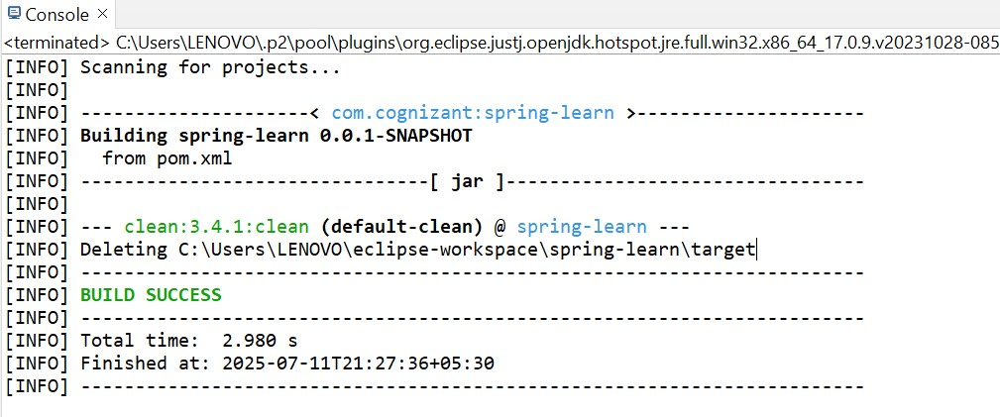 Console
<terminated> C:\Users\LENOVO\.p2\pool\plugins\org.eclipse.justj.openjdk.hotspot.jre.full.win32.x86_64_17.0.9.v20231028-085
[INFO] Scanning for projects...
[INFO]
[INFO] ---------------------< com.cognizant:spring-learn >---------------------
[INFO] Building spring-learn 0.0.1-SNAPSHOT
[INFO]   from pom.xml
[INFO] --------------------------------[ jar ]---------------------------------
[INFO]
[INFO] --- clean:3.4.1:clean (default-clean) @ spring-learn ---
[INFO] Deleting C:\Users\LENOVO\eclipse-workspace\spring-learn\target
[INFO] ------------------------------------------------------------------------
[INFO] BUILD SUCCESS
[INFO] ------------------------------------------------------------------------
[INFO] Total time:  2.980 s
[INFO] Finished at: 2025-07-11T21:27:36+05:30
[INFO] ------------------------------------------------------------------------